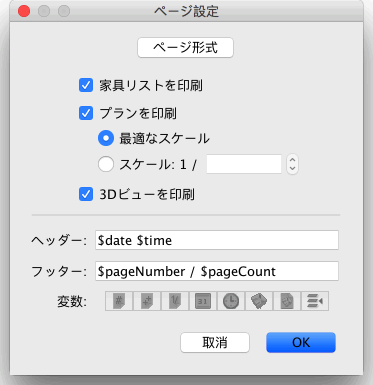 ページ設定
ページ形式
家具リストを印刷
プランを印刷
最適なスケール
スケール: 1 /
3Dビューを印刷
ヘッダー: $date $time
フッター: $pageNumber / $pageCount
変数:
取消 OK